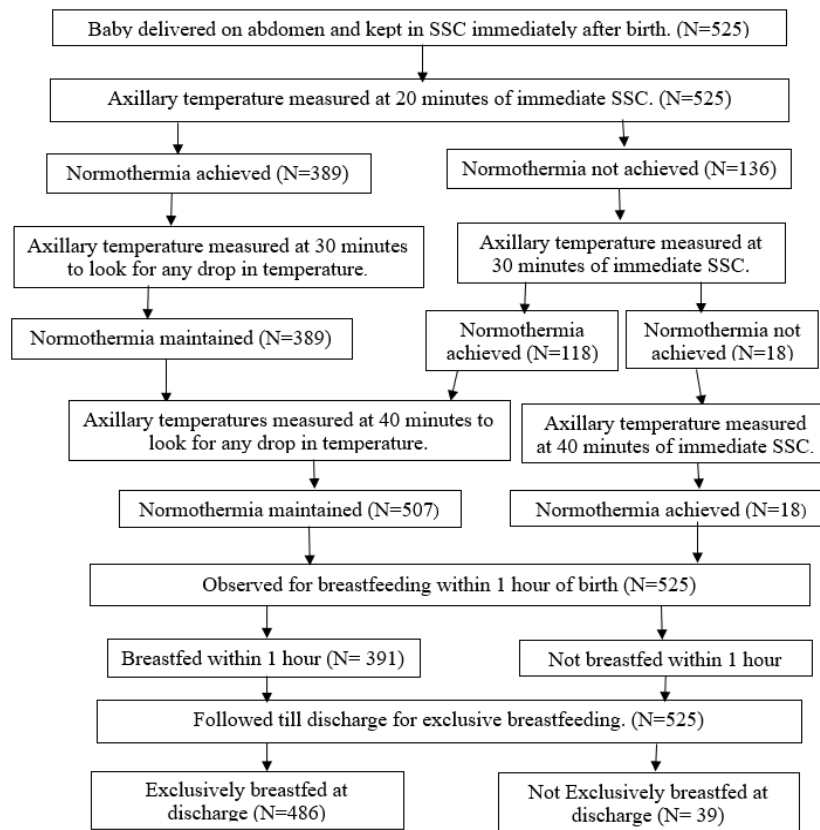 Baby delivered on abdomen and kept in SSC immediately after birth. (N=525)
Axillary temperature measured at 20 minutes of immediate SSC. (N=525)
Normothermia achieved (N=389)
Normothermia not achieved (N=136)
Axillary temperature measured at 30 minutes
to look for any drop in temperature.
Axillary temperature measured at
30 minutes of immediate SSC.
Normothermia maintained (N=389)
Normothermia
achieved (N=118)
Normothermia not
achieved (N=18)
Axillary temperatures measured at 40 minutes to
look for any drop in temperature.
Axillary temperature measured
at 40 minutes of immediate SSC.
Normothermia maintained (N=507)
Normothermia achieved (N=18)
Observed for breastfeeding within 1 hour of birth (N=525)
Breastfed within 1 hour (N= 391)
Not breastfed within 1 hour
Followed till discharge for exclusive breastfeeding. (N=525)
Exclusively breastfed at
discharge (N=486)
Not Exclusively breastfed at
discharge (N= 39)